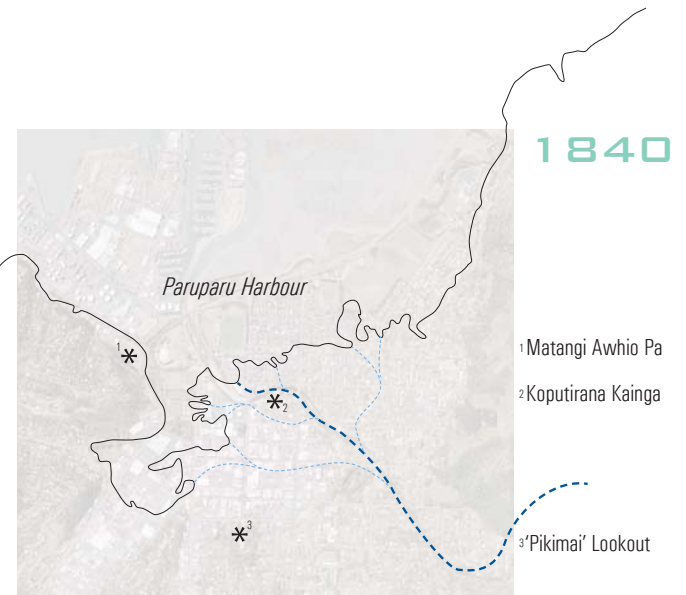 1840
Paruparu Harbour
1
2
3
1 Matangi Awhio Pa
2 Koputirana Kainga
3 'Pikimai' Lookout